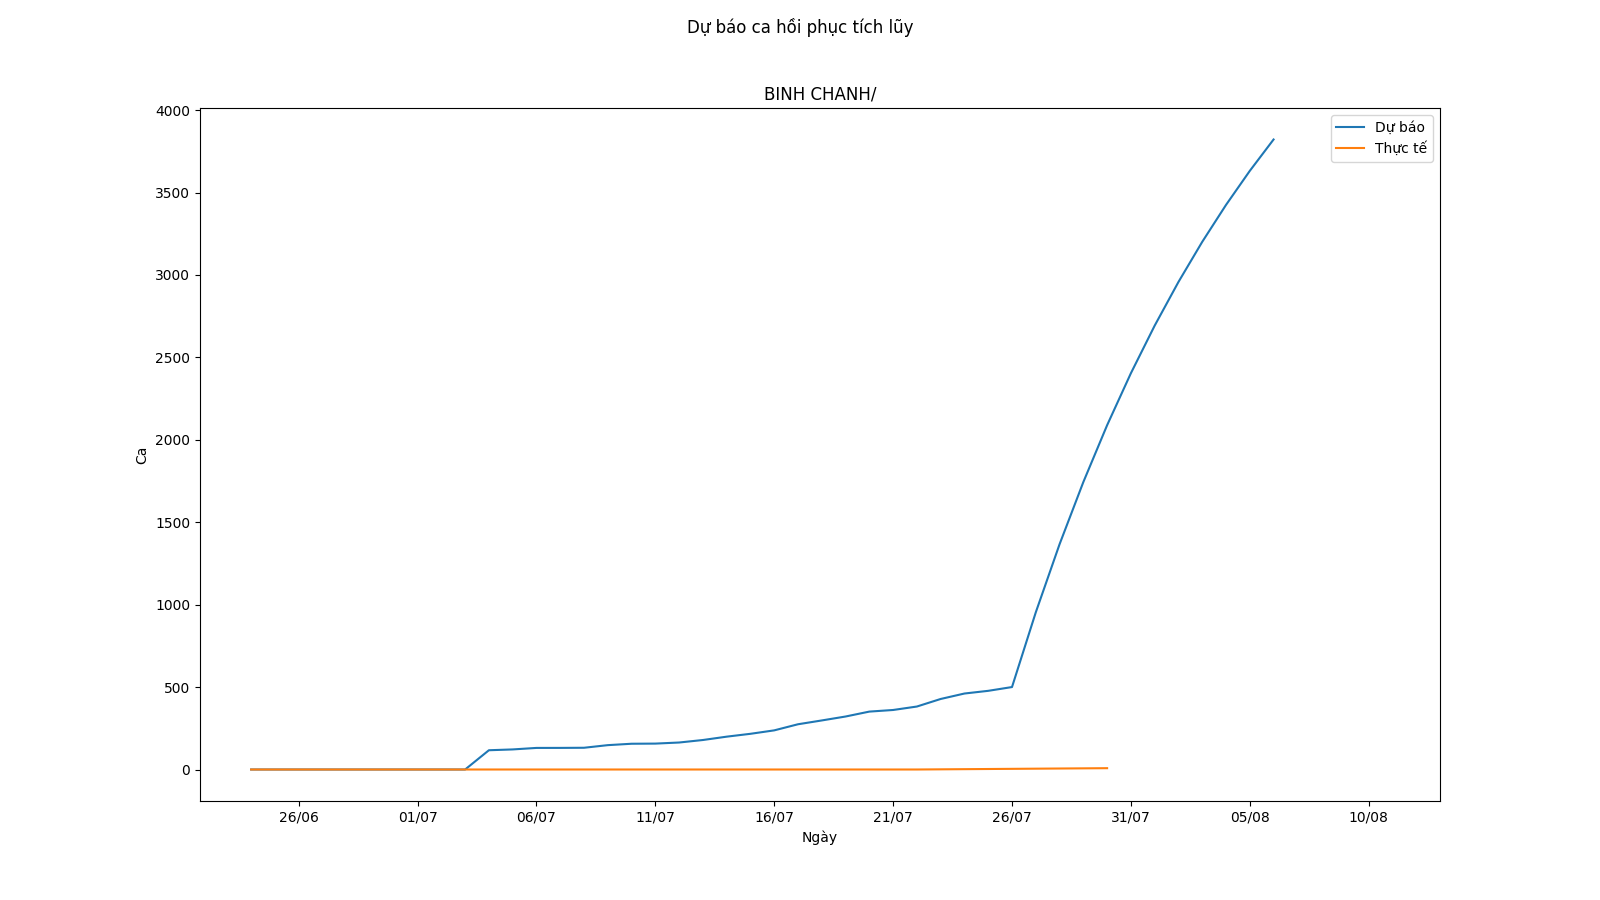 Dự báo ca hồi phục tích lũy
BINH CHANH/
Dự báo
Thực tế
4000
3500
3000
2500
2000
1500
1000
500
0
Ca
26/06 01/07 06/07 11/07 16/07 21/07 26/07 31/07 05/08 10/08
Ngày